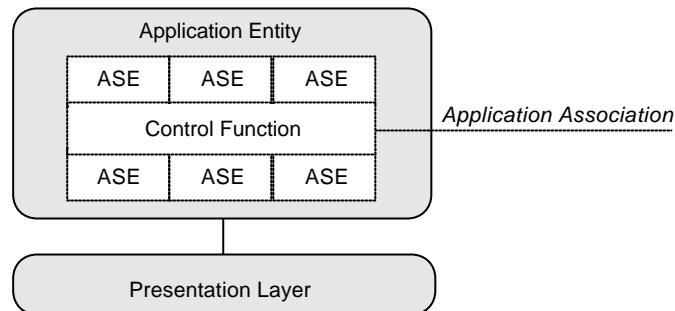 Application Entity
ASE ASE ASE
Application Association
Control Function
ASE ASE ASE
Presentation Layer